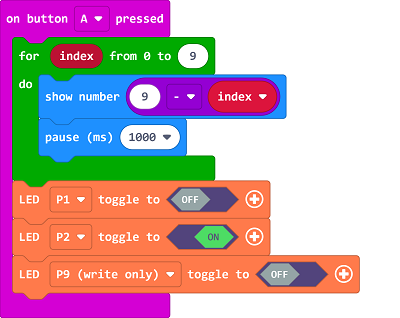 on button A pressed
for index from 0 to 9
do
show number 9 - index
pause (ms) 1000
LED P1 toggle to OFF
LED P2 toggle to ON
LED P9 (write only) toggle to OFF